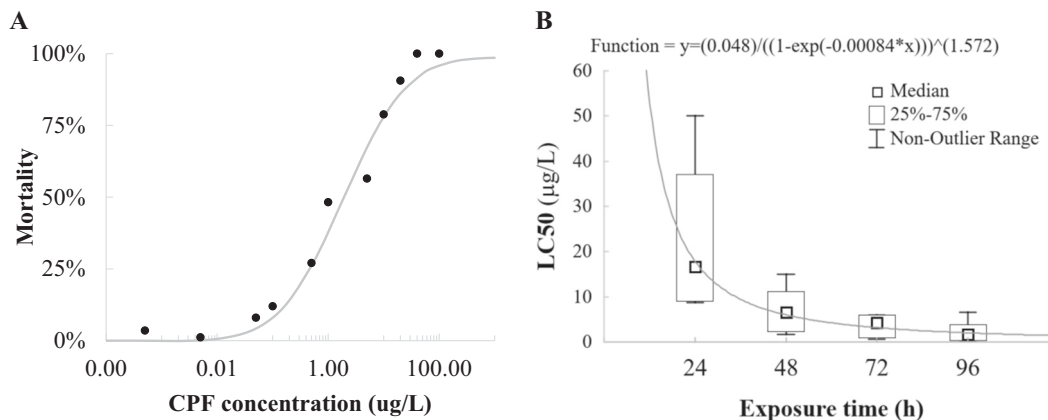 A
100%
75%
50%
25%
0%
Mortality
0.00
0.01
1.00
100.00
CPF concentration (ug/L)
B
Function = y=(0.048)/((1-exp(-0.00084*x)))^(1.572)
60
50
40
30
20
10
0
LC50 (µg/L)
Median
25%-75%
Non-Outlier Range
24
48
72
96
Exposure time (h)